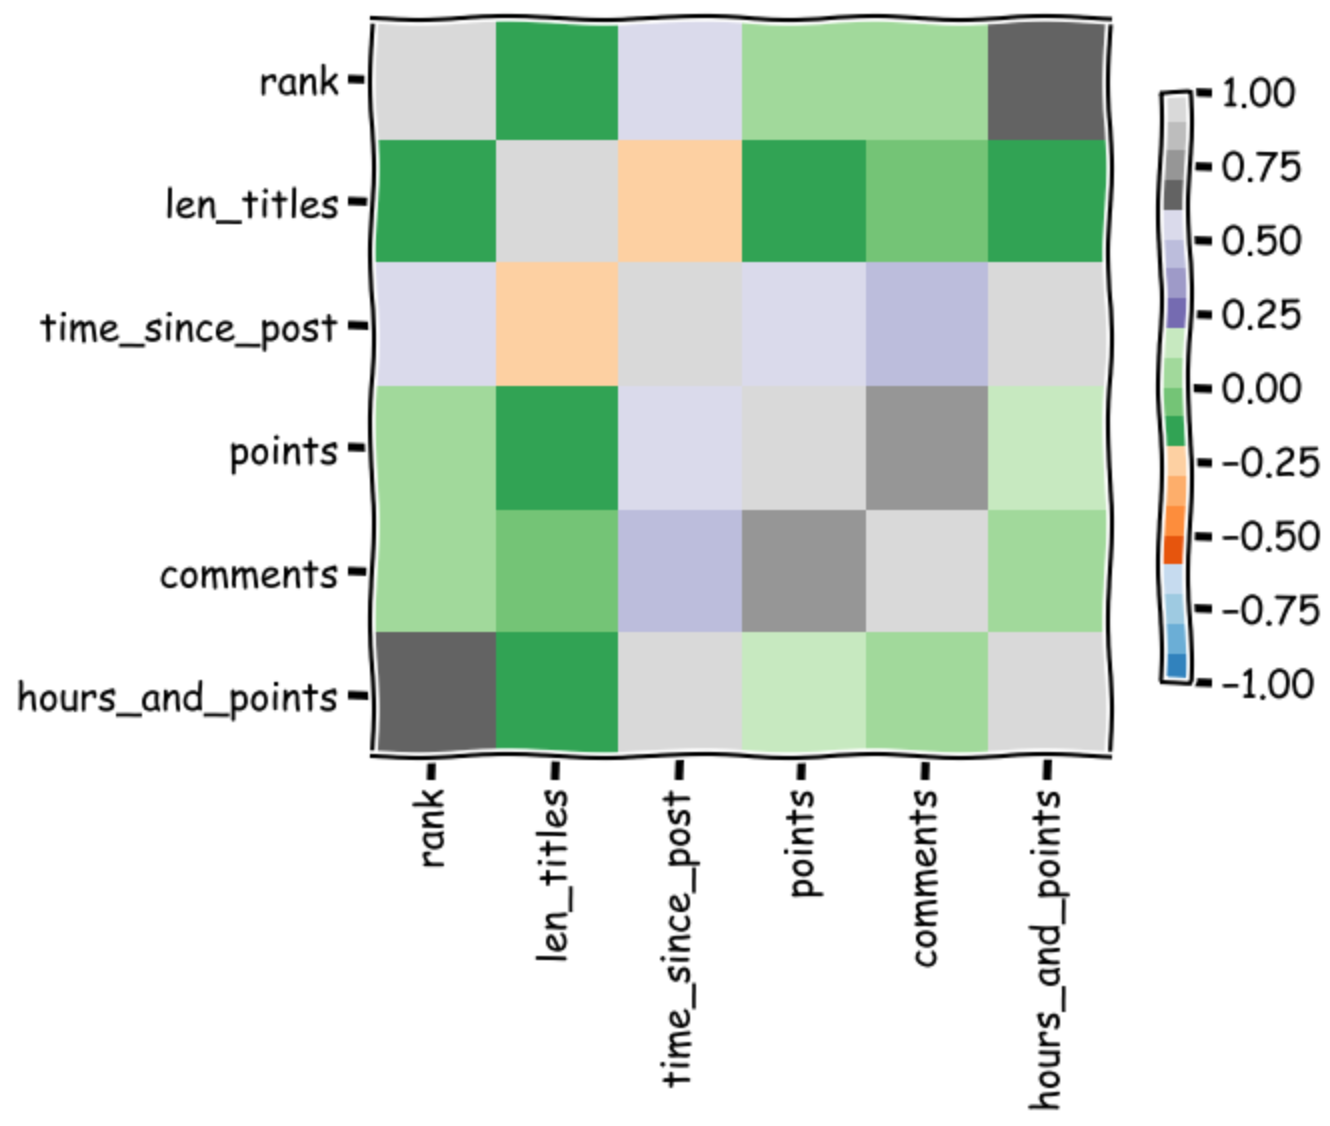 rank
len_titles
time_since_post
points
comments
hours_and_points
rank
len_titles
time_since_post
points
comments
hours_and_points
1.00
0.75
0.50
0.25
0.00
-0.25
-0.50
-0.75
-1.00